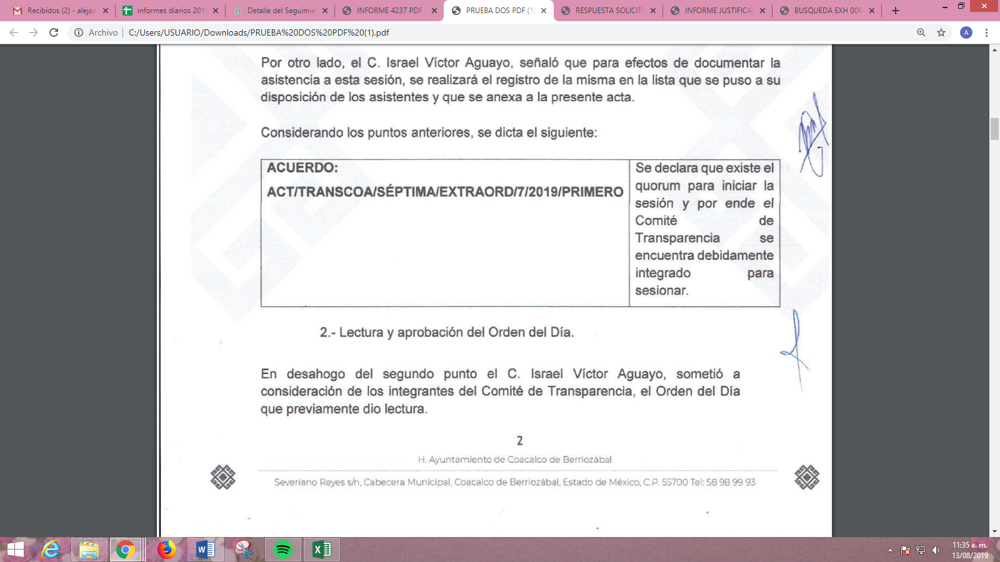 Recibidos (2) - alejan
informes diarios 2018
Detalle del Seguimie
INFORME 4237 PDF
PRUEBA DOS PDF (1)
RESPUESTA SOLICITU
INFORME JUSTIFICA
BUSQUEDA EXH 006
Archivo
C:/Users/USUARIO/Downloads/PRUEBA%20DOS%20PDF%20(1).pdf
A
Por otro lado, el C. Israel Víctor Aguayo, señaló que para efectos de documentar la
asistencia a esta sesión, se realizará el registro de la misma en la lista que se puso a su
disposición de los asistentes y que se anexa a la presente acta.
Considerando los puntos anteriores, se dicta el siguiente:
ACUERDO:
ACT/TRANSCOA/SÉPTIMA/EXTRAORD/7/2019/PRIMERO
Se declara que existe el
quorum para iniciar la
sesión y por ende el
Comité de
Transparencia se
encuentra debidamente
integrado para
sesionar.
2.- Lectura y aprobación del Orden del Día.
En desahogo del segundo punto el C. Israel Víctor Aguayo, sometió a
consideración de los integrantes del Comité de Transparencia, el Orden del Día
que previamente dio lectura.
2
H. Ayuntamiento de Coacalco de Berriozábal
Severiano Reyes s/n, Cabecera Municipal, Coacalco de Berriozábal, Estado de México, C.P. 55700 Tel: 58 98 99 93
11:35 a. m.
13/08/2019